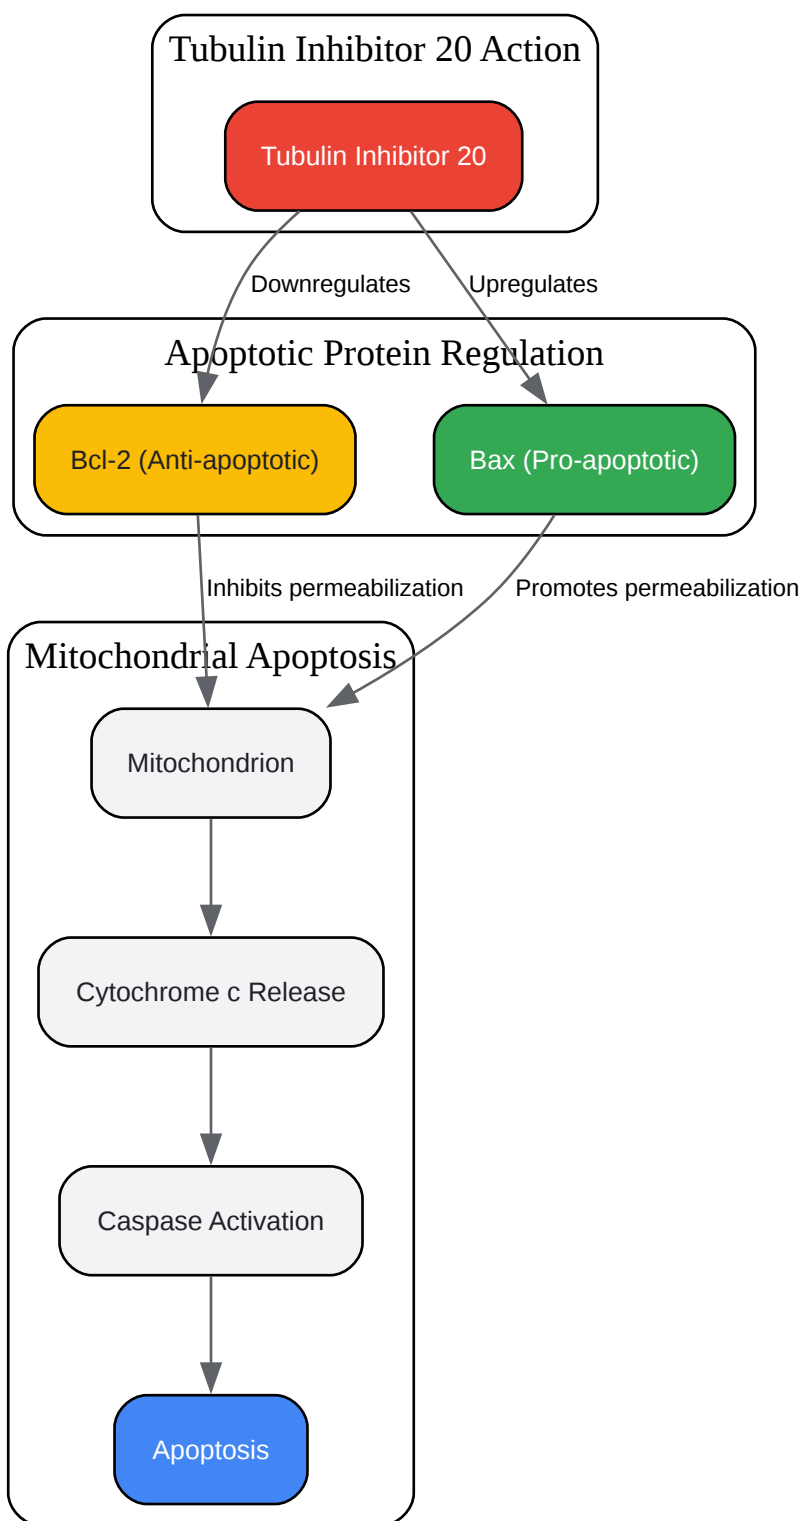 Tubulin Inhibitor 20 Action
Tubulin Inhibitor 20
Downregulates
Upregulates
Apoptotic Protein Regulation
Bcl-2 (Anti-apoptotic)
Bax (Pro-apoptotic)
Inhibits permeabilization
Promotes permeabilization
Mitochondrial Apoptosis
Mitochondrion
Cytochrome c Release
Caspase Activation
Apoptosis